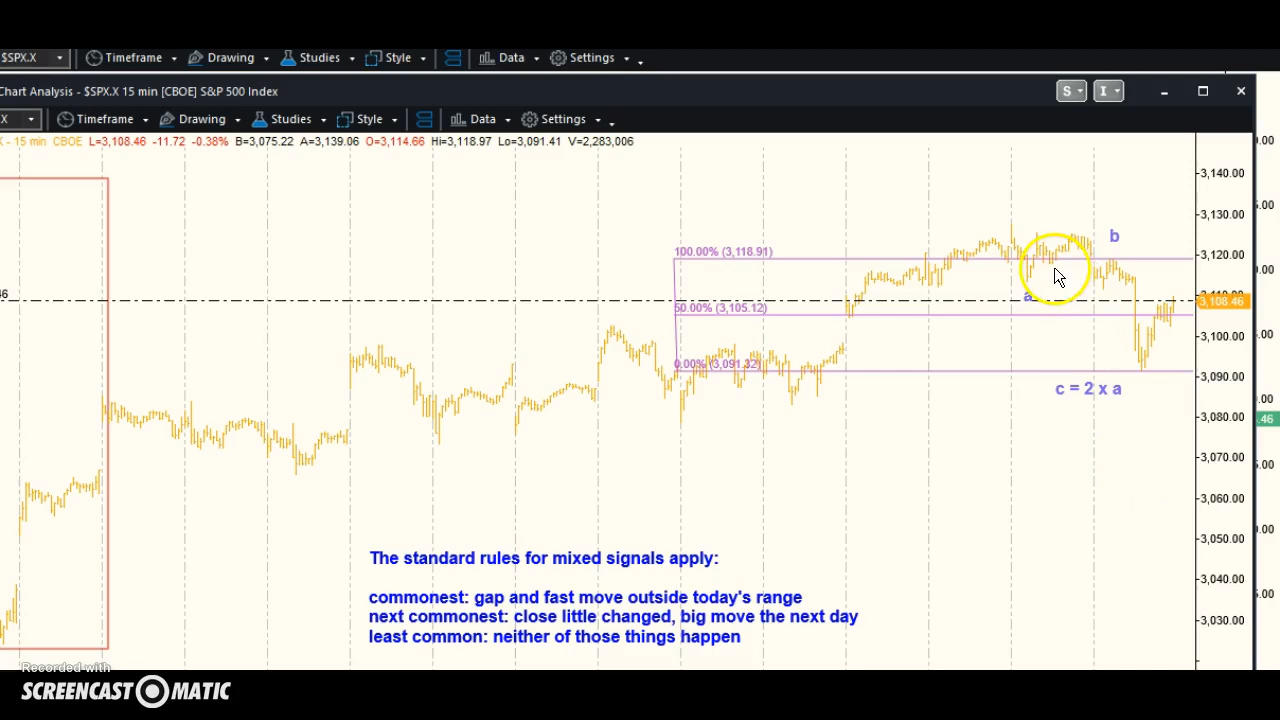 $SPX.X
Timeframe
Drawing
Studies
Style
Data
Settings
Chart Analysis - $SPX.X 15 min [CBOE] S&P 500 Index
S
I
X
Timeframe
Drawing
Studies
Style
Data
Settings
X - 15 min CBOE L=3,108.46 -11.72 -0.38% B=3,075.22 A=3,139.06 O=3,114.66 Hi=3,118.97 Lo=3,091.41 V=2,283,006
3,140.00
3,130.00
3,120.00
3,108.46
3,100.00
3,090.00
3,080.00
3,070.00
3,060.00
3,050.00
3,040.00
3,030.00
100.00% (3,118.91)
50.00% (3,105.12)
0.00% (3,091.32)
a
b
c = 2 x a
46
.46
The standard rules for mixed signals apply:
commonest: gap and fast move outside today's range
next commonest: close little changed, big move the next day
least common: neither of those things happen
Recorded with
SCREENCAST-O-MATIC